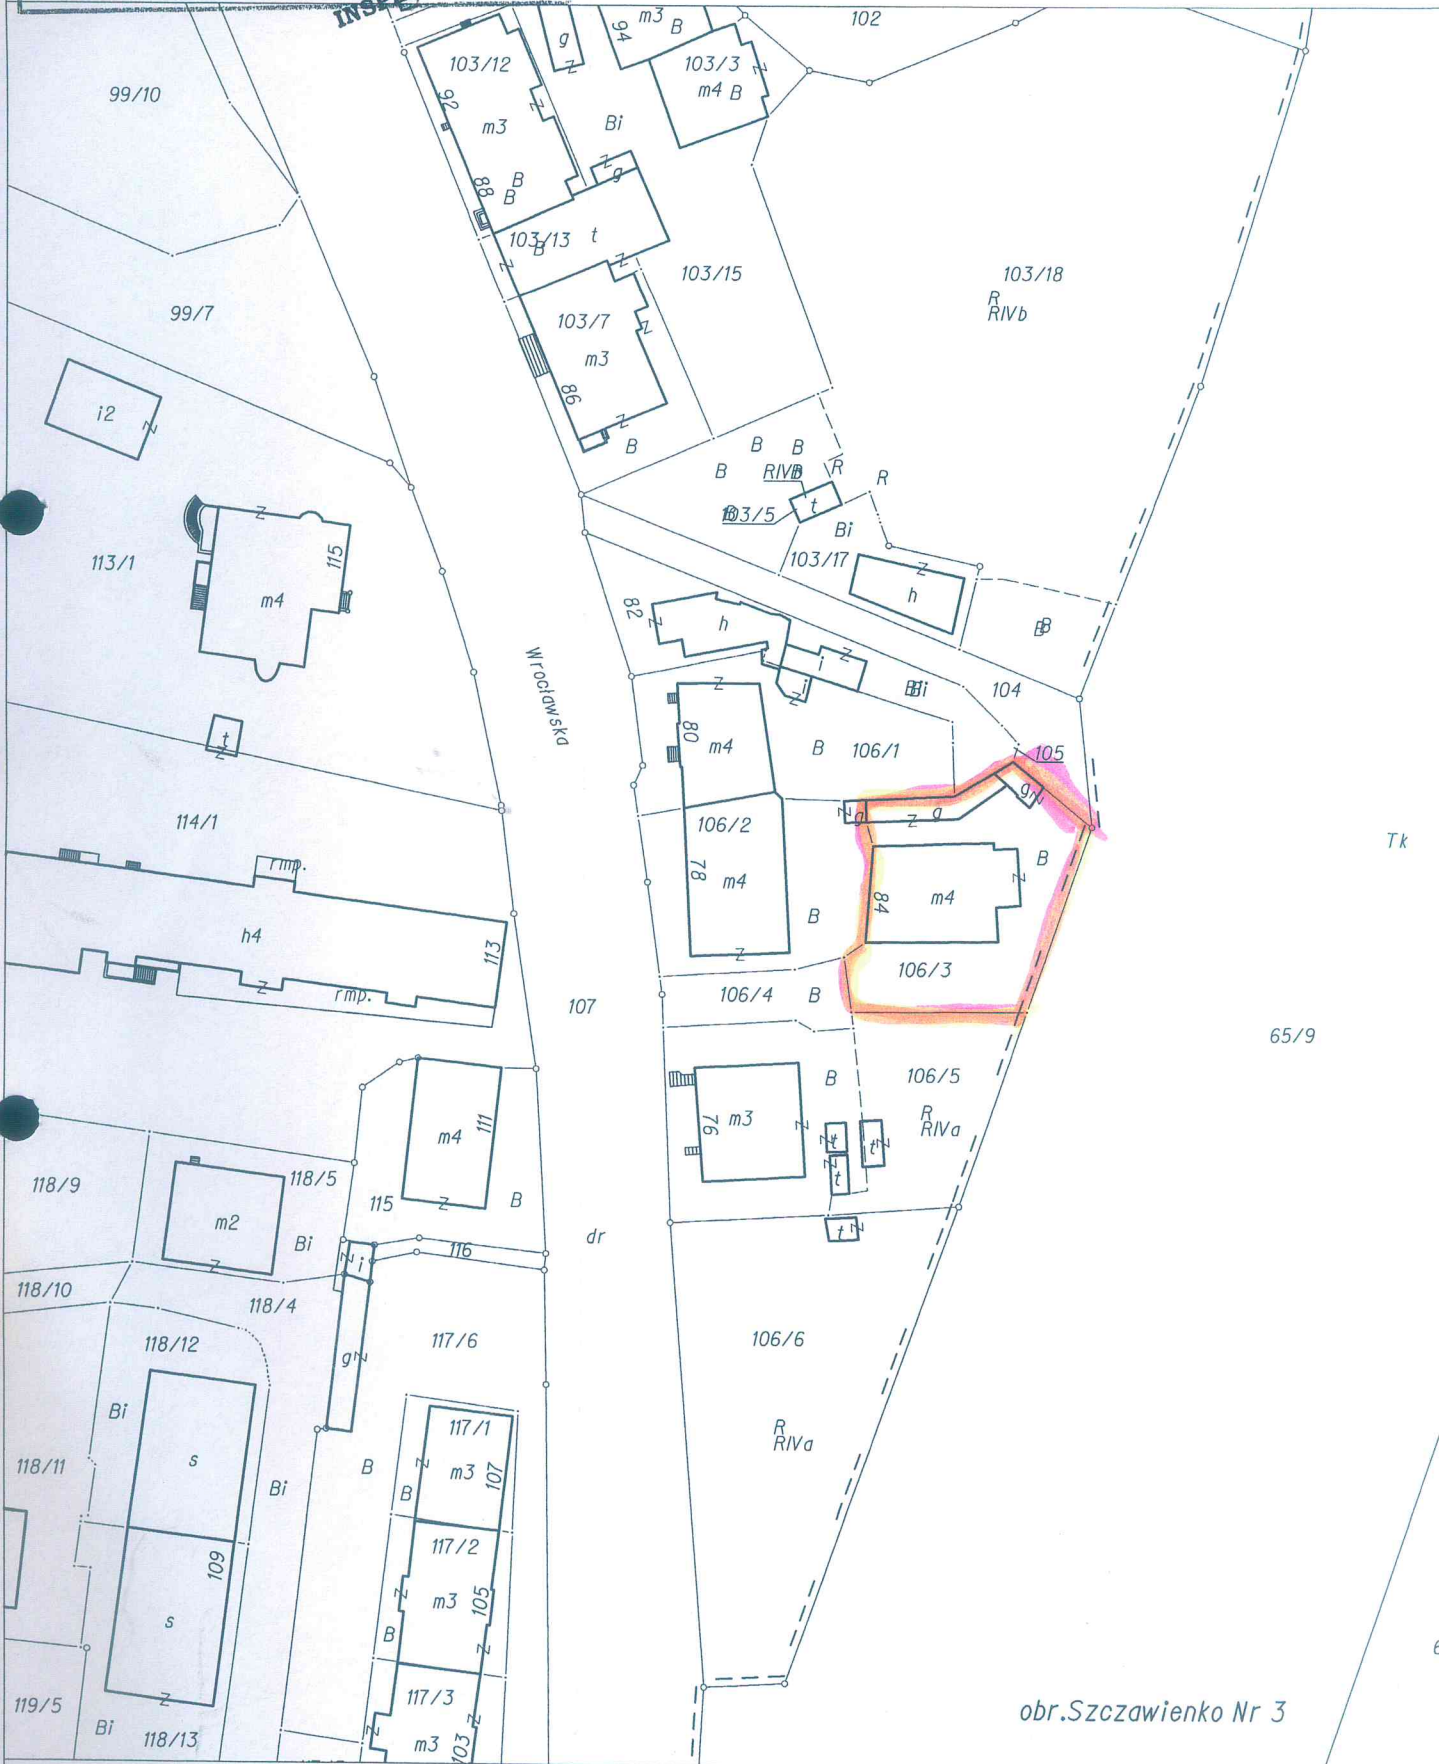 102
m3
B
94
g
Z
103/12
103/3
m4 B
Z
99/10
92
Z
m3
Bi
Z
g
88
B
B
103/13
B
t
Z
Z
103/15
103/18
R
RIVb
99/7
103/7
Z
m3
86
Z
i2
Z
B
B
B
B
RIVB
R
R
103/5
t
Bi
103/17
Z
h
B
B
Z
115
113/1
m4
82
Z
h
i
Z
i
Z
Bi
104
Wrocławska
Z
80
m4
B
106/1
105
t
Z
g
Z
Z
g
Z
g
114/1
106/2
Tk
78
m4
B
rmp.
84
m4
Z
B
h4
113
Z
Z
rmp.
106/3
106/4
B
107
65/9
106/5
B
R
RIVa
m4
111
m3
76
Z
Z
t
t
Z
Z
t
118/9
118/5
115
Z
B
m2
t
Z
Bi
dr
Z
116
Z
i
118/10
118/4
118/12
117/6
106/6
g
Z
Bi
R
RIVa
117/1
118/11
s
B
Z
m3
107
Bi
B
117/2
109
Z
m3
105
s
B
Z
119/5
Z
117/3
Bi
118/13
Z
m3
103
Z
obr.Szczawienko Nr 3